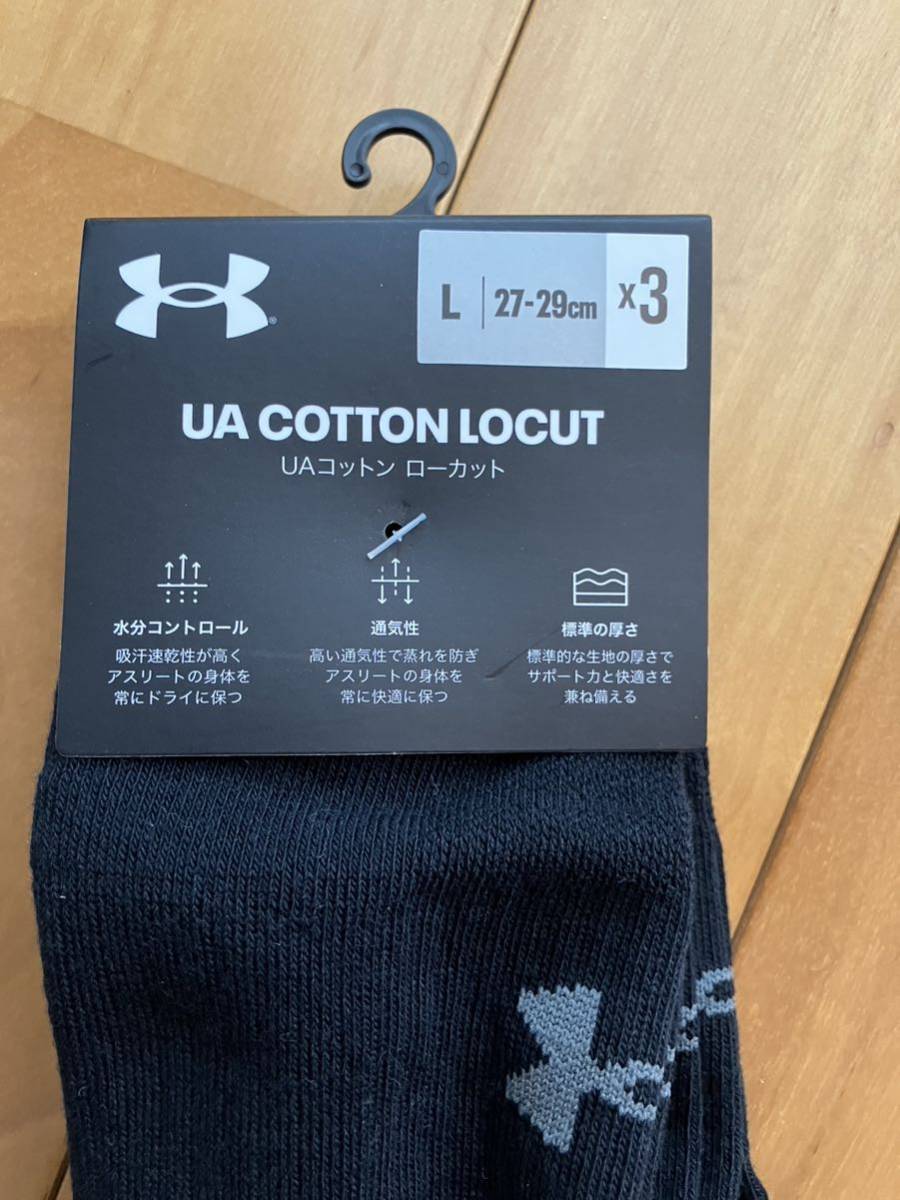 L 27-29cm x3
UA COTTON LOCUT
UAコットン ローカット
水分コントロール
吸汗速乾性が高く
アスリートの身体を
常にドライに保つ
通気性
高い通気性で蒸れを防ぎ
アスリートの身体を
常に快適に保つ
標準の厚さ
標準的な生地の厚さで
サポート力と快適さを
兼ね備える